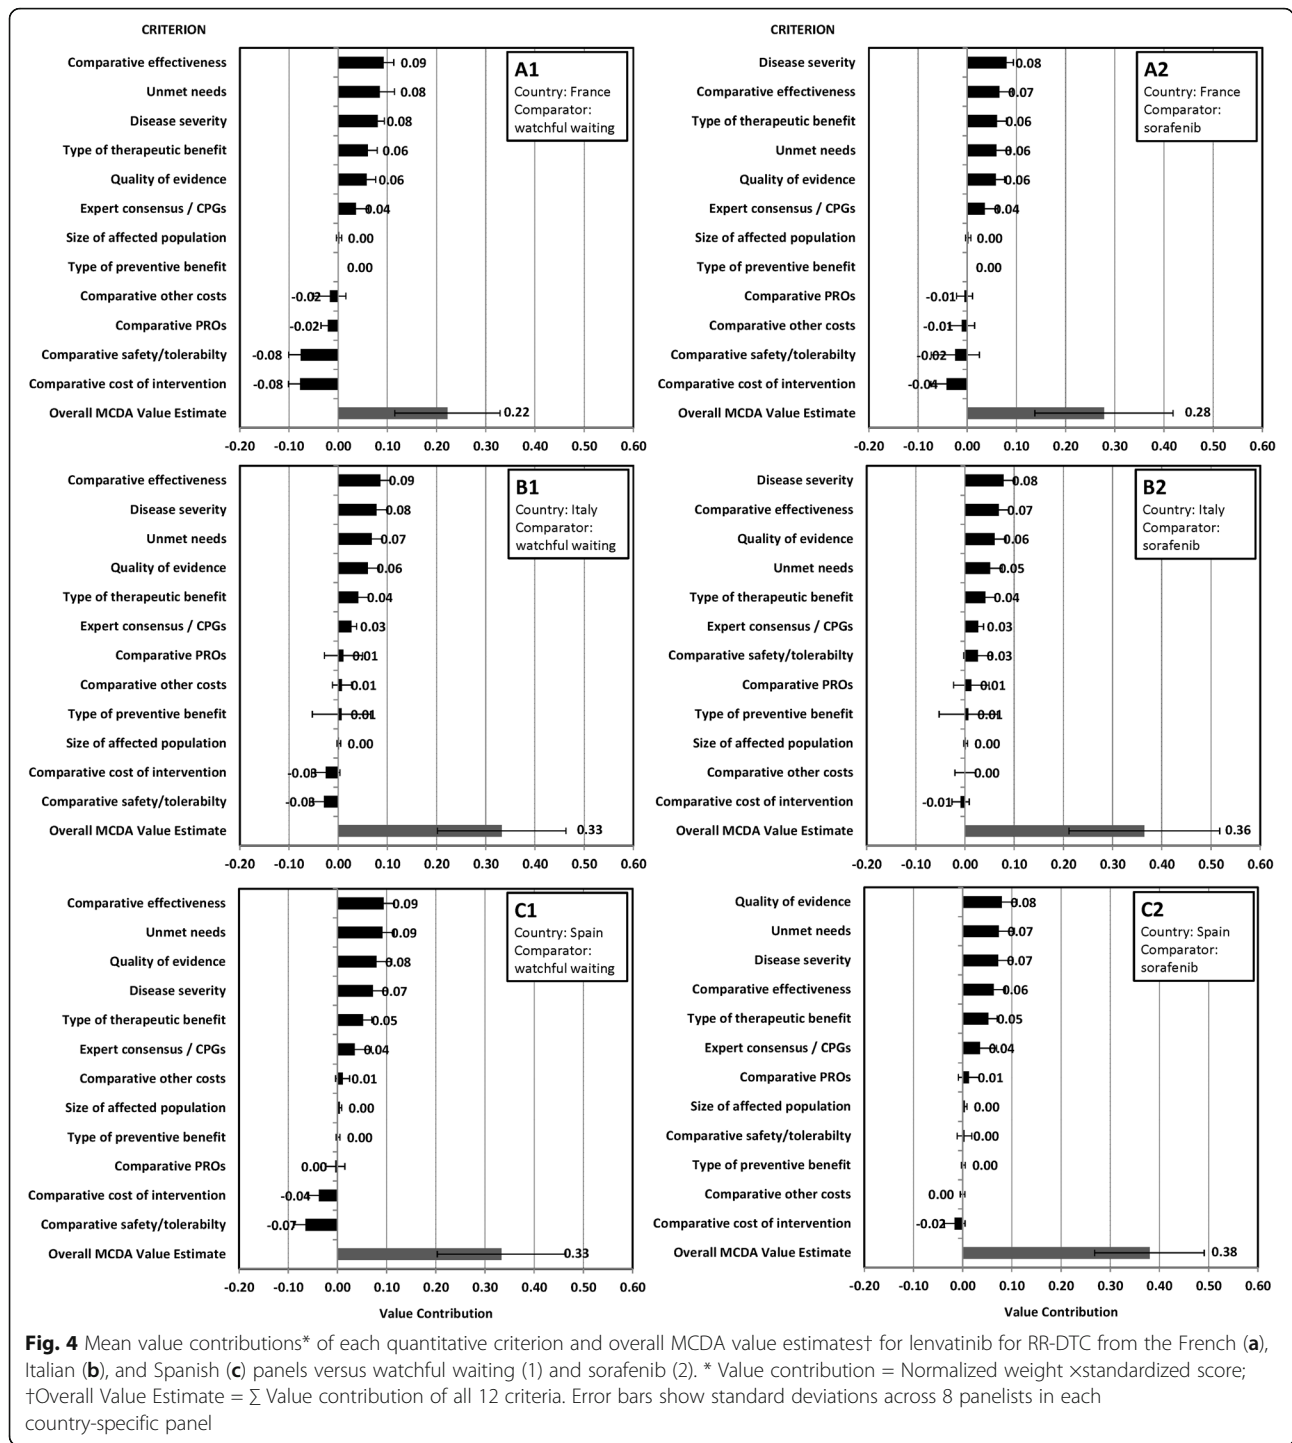 CRITERION
Comparative effectiveness 0.09
Unmet needs 0.08
Disease severity 0.08
Type of therapeutic benefit 0.06
Quality of evidence 0.06
Expert consensus / CPGs 0.04
Size of affected population 0.00
Type of preventive benefit 0.00
Comparative other costs -0.02
Comparative PROs -0.02
Comparative safety/tolerabilty -0.08
Comparative cost of intervention -0.08
Overall MCDA Value Estimate 0.22
-0.20 -0.10 0.00 0.10 0.20 0.30 0.40 0.50 0.60
A1
Country: France
Comparator:
watchful waiting
CRITERION
Disease severity 0.08
Comparative effectiveness 0.07
Type of therapeutic benefit 0.06
Unmet needs 0.06
Quality of evidence 0.06
Expert consensus / CPGs 0.04
Size of affected population 0.00
Type of preventive benefit 0.00
Comparative PROs -0.01
Comparative other costs -0.01
Comparative safety/tolerabilty -0.02
Comparative cost of intervention -0.04
Overall MCDA Value Estimate 0.28
-0.20 -0.10 0.00 0.10 0.20 0.30 0.40 0.50 0.60
A2
Country: France
Comparator:
sorafenib
Comparative effectiveness 0.09
Disease severity 0.08
Unmet needs 0.07
Quality of evidence 0.06
Type of therapeutic benefit 0.04
Expert consensus / CPGs 0.03
Comparative PROs 0.01
Comparative other costs 0.01
Type of preventive benefit 0.01
Size of affected population 0.00
Comparative cost of intervention -0.03
Comparative safety/tolerabilty -0.03
Overall MCDA Value Estimate 0.33
-0.20 -0.10 0.00 0.10 0.20 0.30 0.40 0.50 0.60
B1
Country: Italy
Comparator:
watchful waiting
Disease severity 0.08
Comparative effectiveness 0.07
Quality of evidence 0.06
Unmet needs 0.05
Type of therapeutic benefit 0.04
Expert consensus / CPGs 0.03
Comparative safety/tolerabilty 0.03
Comparative PROs 0.01
Type of preventive benefit 0.01
Size of affected population 0.00
Comparative other costs 0.00
Comparative cost of intervention -0.01
Overall MCDA Value Estimate 0.36
-0.20 -0.10 0.00 0.10 0.20 0.30 0.40 0.50 0.60
B2
Country: Italy
Comparator:
sorafenib
Comparative effectiveness 0.09
Unmet needs 0.09
Quality of evidence 0.08
Disease severity 0.07
Type of therapeutic benefit 0.05
Expert consensus / CPGs 0.04
Comparative other costs 0.01
Size of affected population 0.00
Type of preventive benefit 0.00
Comparative PROs 0.00
Comparative cost of intervention -0.04
Comparative safety/tolerabilty -0.07
Overall MCDA Value Estimate 0.33
-0.20 -0.10 0.00 0.10 0.20 0.30 0.40 0.50 0.60
Value Contribution
C1
Country: Spain
Comparator:
watchful waiting
Quality of evidence 0.08
Unmet needs 0.07
Disease severity 0.07
Comparative effectiveness 0.06
Type of therapeutic benefit 0.05
Expert consensus / CPGs 0.04
Comparative PROs 0.01
Size of affected population 0.00
Comparative safety/tolerabilty 0.00
Type of preventive benefit 0.00
Comparative other costs 0.00
Comparative cost of intervention -0.02
Overall MCDA Value Estimate 0.38
-0.20 -0.10 0.00 0.10 0.20 0.30 0.40 0.50 0.60
Value Contribution
C2
Country: Spain
Comparator:
sorafenib
Fig. 4 Mean value contributions* of each quantitative criterion and overall MCDA value estimates† for lenvatinib for RR-DTC from the French (a),
Italian (b), and Spanish (c) panels versus watchful waiting (1) and sorafenib (2). * Value contribution = Normalized weight ×standardized score;
†Overall Value Estimate = ∑ Value contribution of all 12 criteria. Error bars show standard deviations across 8 panelists in each
country-specific panel